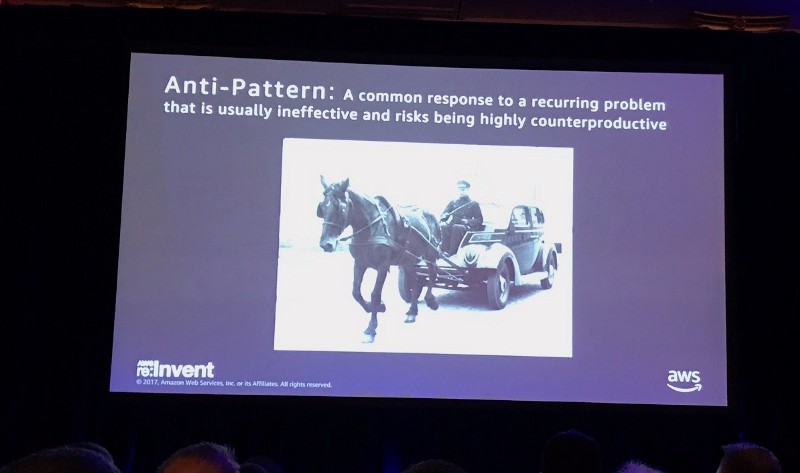 Anti-Pattern: A common response to a recurring problem
that is usually ineffective and risks being highly counterproductive
AWS
re:Invent
© 2017, Amazon Web Services, Inc. or its Affiliates. All rights reserved.
aws